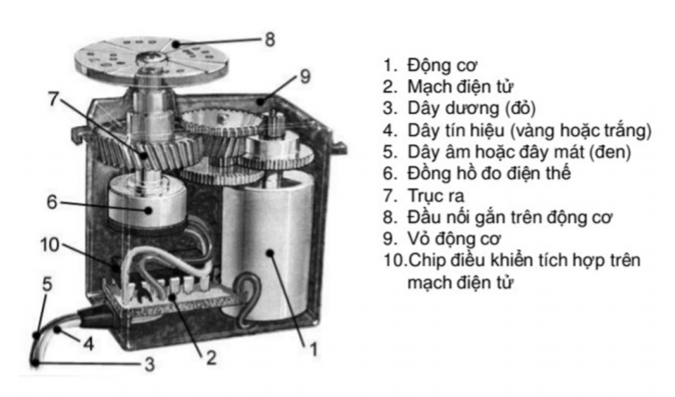 8
9
7
6
10
5
4
3
2
1
1. Động cơ
2. Mạch điện tử
3. Dây dương (đỏ)
4. Dây tín hiệu (vàng hoặc trắng)
5. Dây âm hoặc đây mát (đen)
6. Đồng hồ đo điện thế
7. Trục ra
8. Đầu nối gắn trên động cơ
9. Vỏ động cơ
10.Chip điều khiển tích hợp trên
mạch điện tử